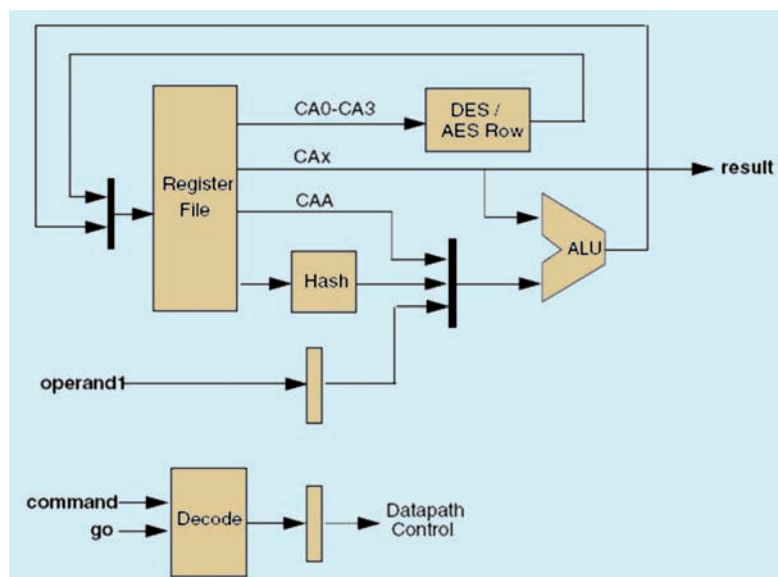 CA0-CA3
DES /
AES Row
CAx
result
Register
File
CAA
ALU
Hash
operand1
command
go
Decode
Datapath
Control